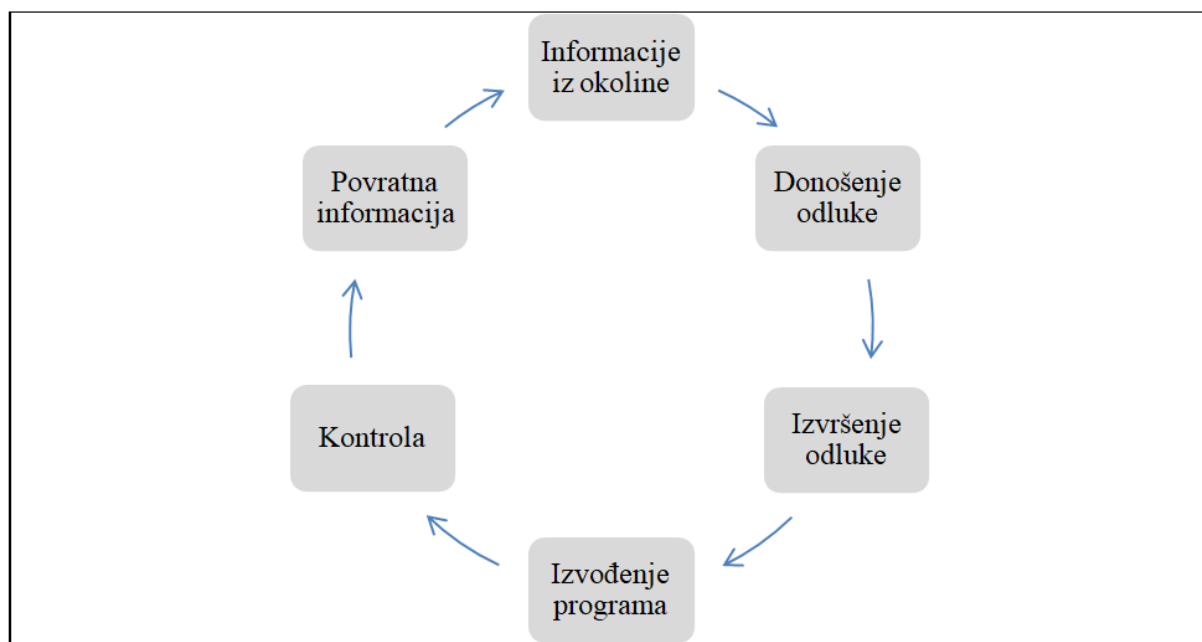 Informacije
iz okoline
Donošenje
odluke
Izvršenje
odluke
Izvođenje
programa
Kontrola
Povratna
informacija